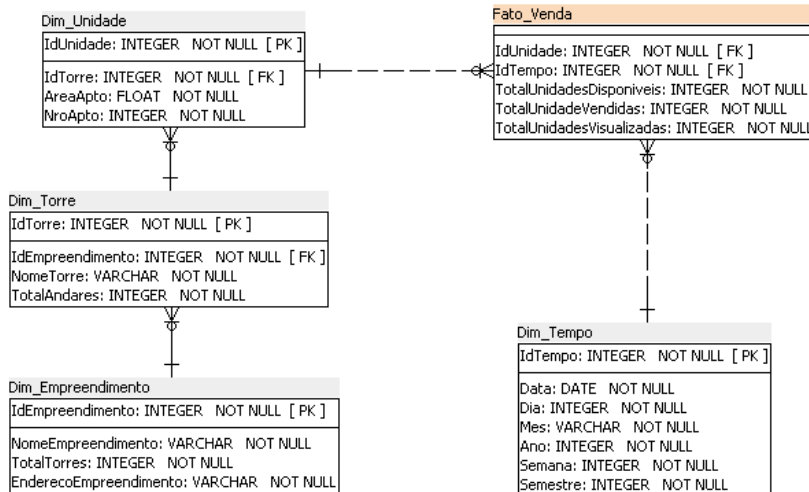 Dim_Unidade
IdUnidade: INTEGER NOT NULL [ PK ]
IdTorre: INTEGER NOT NULL [ FK ]
AreaApto: FLOAT NOT NULL
NroApto: INTEGER NOT NULL
Fato_Venda
IdUnidade: INTEGER NOT NULL [ FK ]
IdTempo: INTEGER NOT NULL [ FK ]
TotalUnidadesDisponiveis: INTEGER NOT NULL
TotalUnidadeVendidas: INTEGER NOT NULL
TotalUnidadesVisualizadas: INTEGER NOT NULL
Dim_Torre
IdTorre: INTEGER NOT NULL [ PK ]
IdEmpreendimento: INTEGER NOT NULL [ FK ]
NomeTorre: VARCHAR NOT NULL
TotalAndares: INTEGER NOT NULL
Dim_Empreendimento
IdEmpreendimento: INTEGER NOT NULL [ PK ]
NomeEmpreendimento: VARCHAR NOT NULL
TotalTorres: INTEGER NOT NULL
EnderecoEmpreendimento: VARCHAR NOT NULL
Dim_Tempo
IdTempo: INTEGER NOT NULL [ PK ]
Data: DATE NOT NULL
Dia: INTEGER NOT NULL
Mes: VARCHAR NOT NULL
Ano: INTEGER NOT NULL
Semana: INTEGER NOT NULL
Semestre: INTEGER NOT NULL